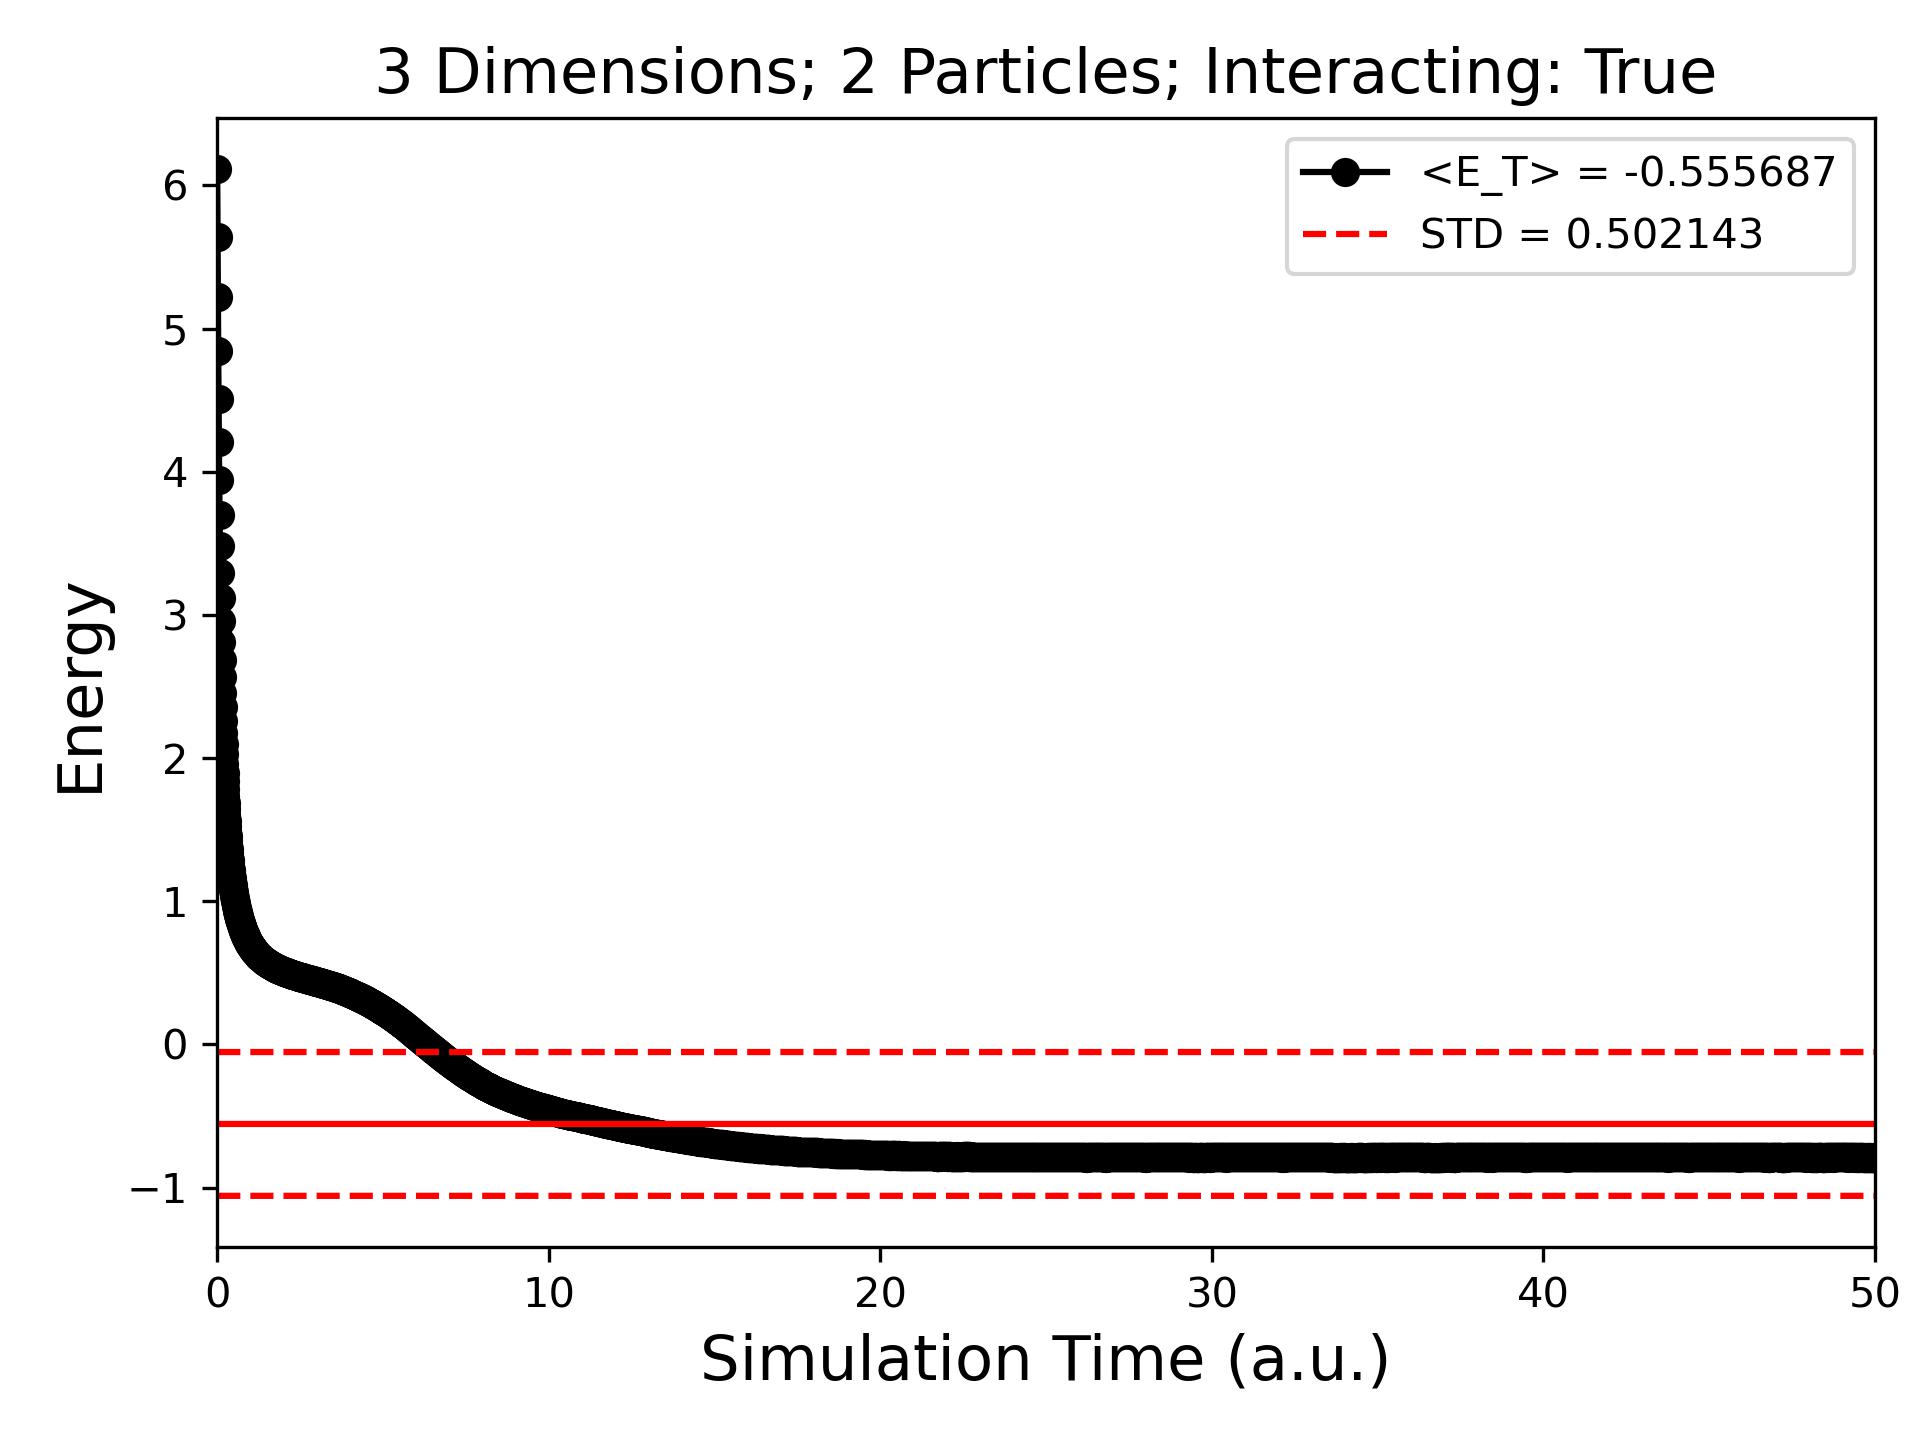 3 Dimensions; 2 Particles; Interacting: True
<E_T> = -0.555687
STD = 0.502143
Energy
6
5
4
3
2
1
0
−1
0 10 20 30 40 50
Simulation Time (a.u.)